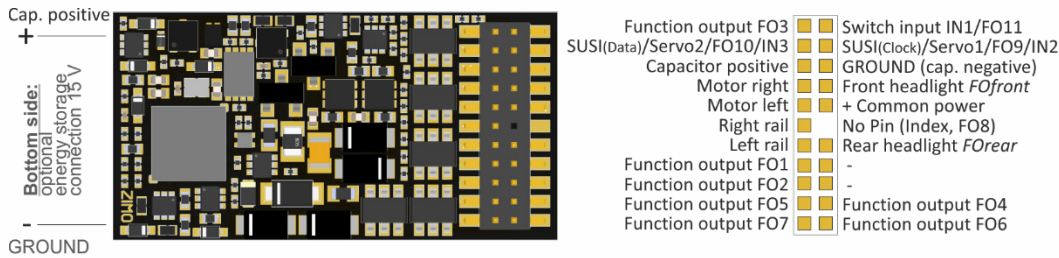 Cap. positive
+
Bottom side:
optional
energy storage
connection 15 V
-
GROUND
ZIMO
Function output FO3 Switch input IN1/FO11
SUSI(Data)/Servo2/FO10/IN3 SUSI(Clock)/Servo1/FO9/IN2
Capacitor positive GROUND (cap. negative)
Motor right Front headlight FOfront
Motor left + Common power
Right rail No Pin (Index, FO8)
Left rail Rear headlight FOrear
Function output FO1 -
Function output FO2 -
Function output FO5 Function output FO4
Function output FO7 Function output FO6